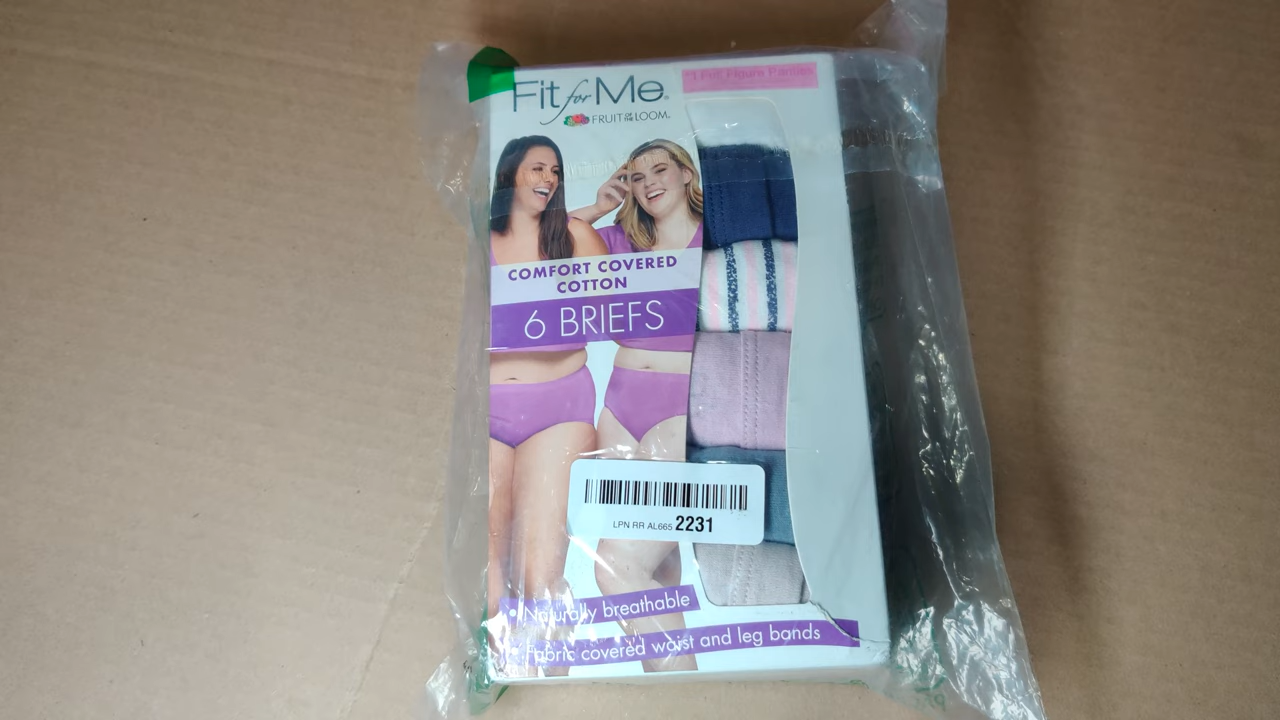 Fit for Me®
FRUIT OF THE LOOM®
COMFORT COVERED
COTTON
6 BRIEFS
LPN RR AL665 2231
• Naturally breathable
• Fabric covered waist and leg bands